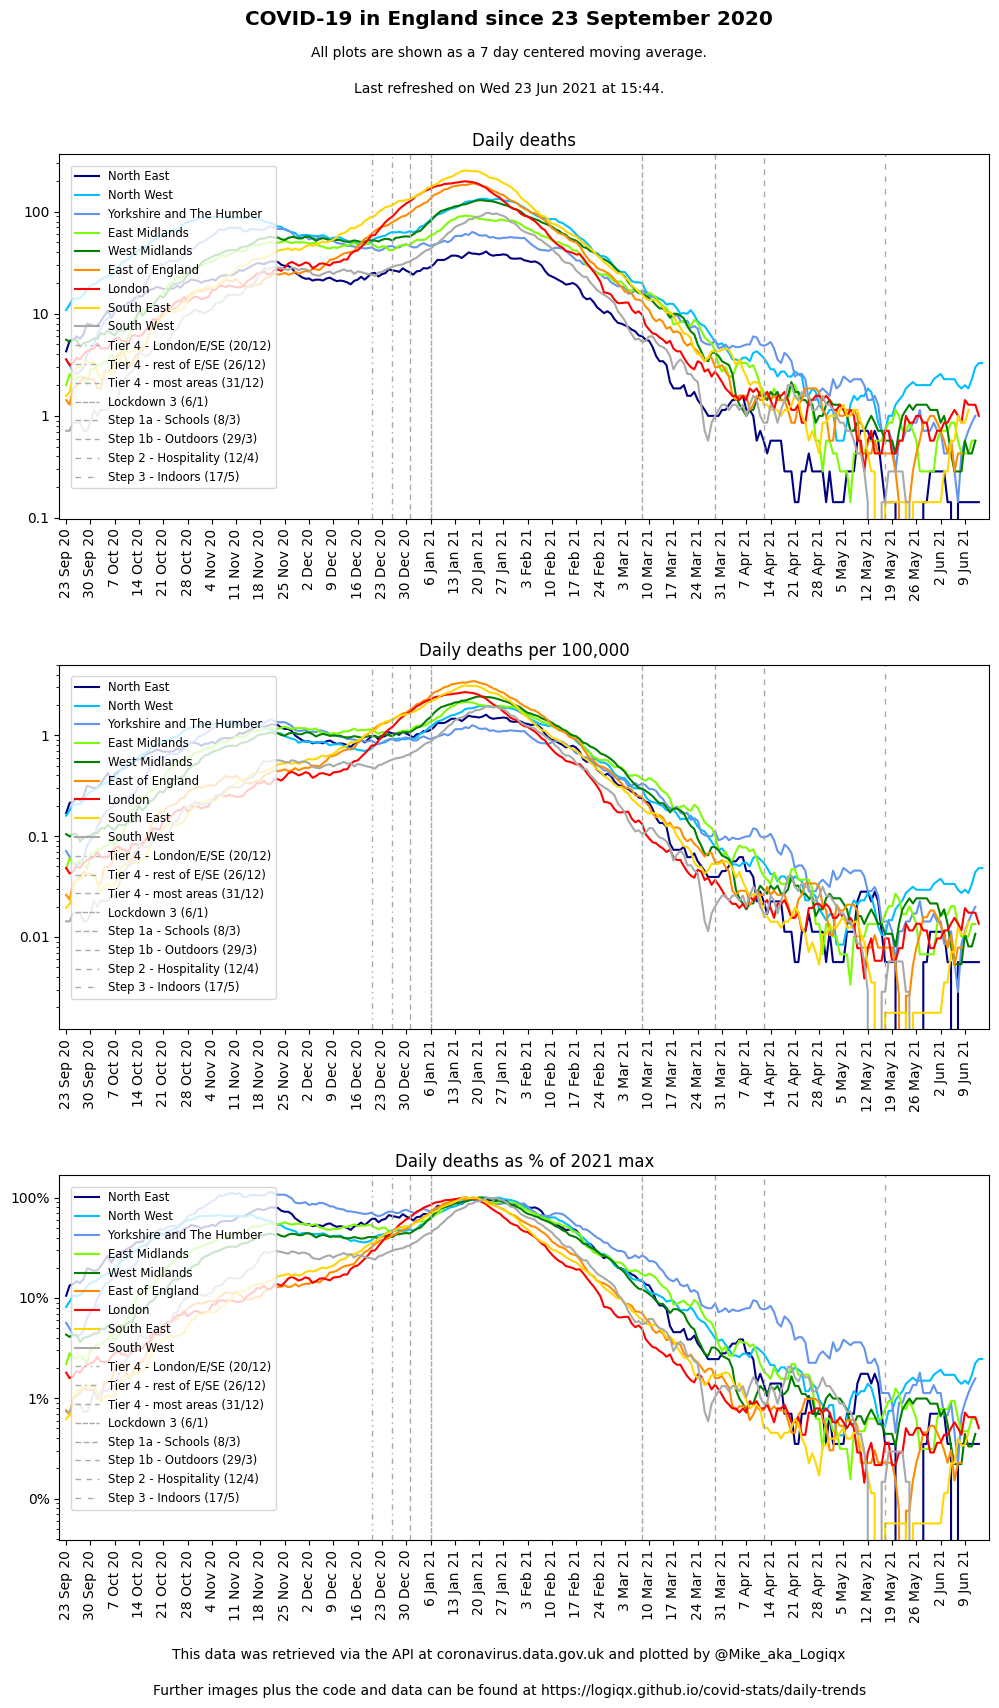 COVID-19 in England since 23 September 2020
All plots are shown as a 7 day centered moving average.
Last refreshed on Wed 23 Jun 2021 at 15:44.
Daily deaths
100
10
1
0.1
North East
North West
Yorkshire and The Humber
East Midlands
West Midlands
East of England
London
South East
South West
Tier 4 - London/E/SE (20/12)
Tier 4 - rest of E/SE (26/12)
Tier 4 - most areas (31/12)
Lockdown 3 (6/1)
Step 1a - Schools (8/3)
Step 1b - Outdoors (29/3)
Step 2 - Hospitality (12/4)
Step 3 - Indoors (17/5)
23 Sep 20
30 Sep 20
7 Oct 20
14 Oct 20
21 Oct 20
28 Oct 20
4 Nov 20
11 Nov 20
18 Nov 20
25 Nov 20
2 Dec 20
9 Dec 20
16 Dec 20
23 Dec 20
30 Dec 20
6 Jan 21
13 Jan 21
20 Jan 21
27 Jan 21
3 Feb 21
10 Feb 21
17 Feb 21
24 Feb 21
3 Mar 21
10 Mar 21
17 Mar 21
24 Mar 21
31 Mar 21
7 Apr 21
14 Apr 21
21 Apr 21
28 Apr 21
5 May 21
12 May 21
19 May 21
26 May 21
2 Jun 21
9 Jun 21
Daily deaths per 100,000
1
0.1
0.01
North East
North West
Yorkshire and The Humber
East Midlands
West Midlands
East of England
London
South East
South West
Tier 4 - London/E/SE (20/12)
Tier 4 - rest of E/SE (26/12)
Tier 4 - most areas (31/12)
Lockdown 3 (6/1)
Step 1a - Schools (8/3)
Step 1b - Outdoors (29/3)
Step 2 - Hospitality (12/4)
Step 3 - Indoors (17/5)
23 Sep 20
30 Sep 20
7 Oct 20
14 Oct 20
21 Oct 20
28 Oct 20
4 Nov 20
11 Nov 20
18 Nov 20
25 Nov 20
2 Dec 20
9 Dec 20
16 Dec 20
23 Dec 20
30 Dec 20
6 Jan 21
13 Jan 21
20 Jan 21
27 Jan 21
3 Feb 21
10 Feb 21
17 Feb 21
24 Feb 21
3 Mar 21
10 Mar 21
17 Mar 21
24 Mar 21
31 Mar 21
7 Apr 21
14 Apr 21
21 Apr 21
28 Apr 21
5 May 21
12 May 21
19 May 21
26 May 21
2 Jun 21
9 Jun 21
Daily deaths as % of 2021 max
100%
10%
1%
0%
North East
North West
Yorkshire and The Humber
East Midlands
West Midlands
East of England
London
South East
South West
Tier 4 - London/E/SE (20/12)
Tier 4 - rest of E/SE (26/12)
Tier 4 - most areas (31/12)
Lockdown 3 (6/1)
Step 1a - Schools (8/3)
Step 1b - Outdoors (29/3)
Step 2 - Hospitality (12/4)
Step 3 - Indoors (17/5)
23 Sep 20
30 Sep 20
7 Oct 20
14 Oct 20
21 Oct 20
28 Oct 20
4 Nov 20
11 Nov 20
18 Nov 20
25 Nov 20
2 Dec 20
9 Dec 20
16 Dec 20
23 Dec 20
30 Dec 20
6 Jan 21
13 Jan 21
20 Jan 21
27 Jan 21
3 Feb 21
10 Feb 21
17 Feb 21
24 Feb 21
3 Mar 21
10 Mar 21
17 Mar 21
24 Mar 21
31 Mar 21
7 Apr 21
14 Apr 21
21 Apr 21
28 Apr 21
5 May 21
12 May 21
19 May 21
26 May 21
2 Jun 21
9 Jun 21
This data was retrieved via the API at coronavirus.data.gov.uk and plotted by @Mike_aka_Logiqx
Further images plus the code and data can be found at https://logiqx.github.io/covid-stats/daily-trends